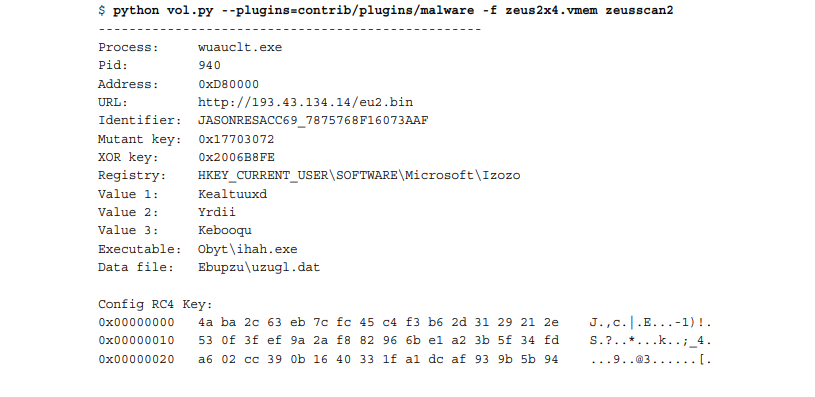 $ python vol.py --plugins=contrib/plugins/malware -f zeus2x4.vmem zeusscan2
--------------------------------------------------
Process: wuauclt.exe
Pid: 940
Address: 0xD80000
URL: http://193.43.134.14/eu2.bin
Identifier: JASONRESACC69_7875768F16073AAF
Mutant key: 0x17703072
XOR key: 0x2006B8FE
Registry: HKEY_CURRENT_USER\SOFTWARE\Microsoft\Izozo
Value 1: Kealtuuxd
Value 2: Yrdii
Value 3: Kebooqu
Executable: Obyt\ihah.exe
Data file: Ebupzu\uzugl.dat
Config RC4 Key:
0x00000000 4a ba 2c 63 eb 7c fc 45 c4 f3 b6 2d 31 29 21 2e J.,c.|.E...-1)!.
0x00000010 53 0f 3f ef 9a 2a f8 82 96 6b e1 a2 3b 5f 34 fd S.?..*...k..;_4.
0x00000020 a6 02 cc 39 0b 16 40 33 1f a1 dc af 93 9b 5b 94 ...9..@3......[.